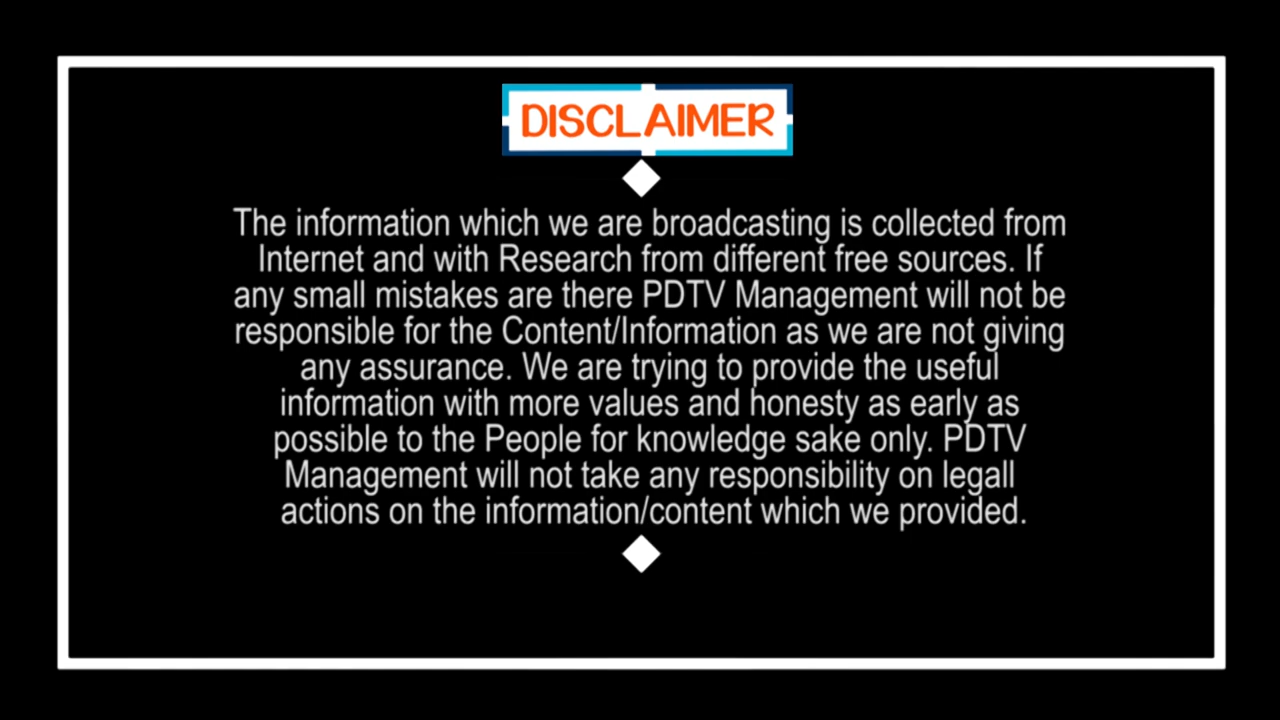 DISCLAIMER
The information which we are broadcasting is collected from
Internet and with Research from different free sources. If
any small mistakes are there PDTV Management will not be
responsible for the Content/Information as we are not giving
any assurance. We are trying to provide the useful
information with more values and honesty as early as
possible to the People for knowledge sake only. PDTV
Management will not take any responsibility on legall
actions on the information/content which we provided.